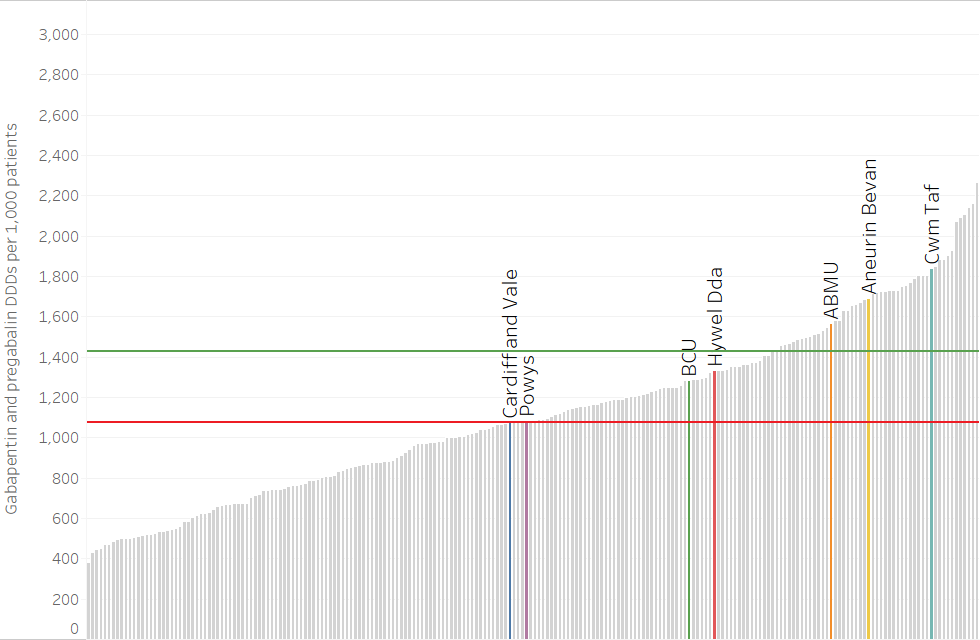 Gabapentin and pregabalin DDDs per 1,000 patients
3,000
2,800
2,600
2,400
2,200
2,000
1,800
1,600
1,400
1,200
1,000
800
600
400
200
0
Cardiff and Vale
Powys
BCU
Hywel Dda
ABMU
Aneurin Bevan
Cwm Taf